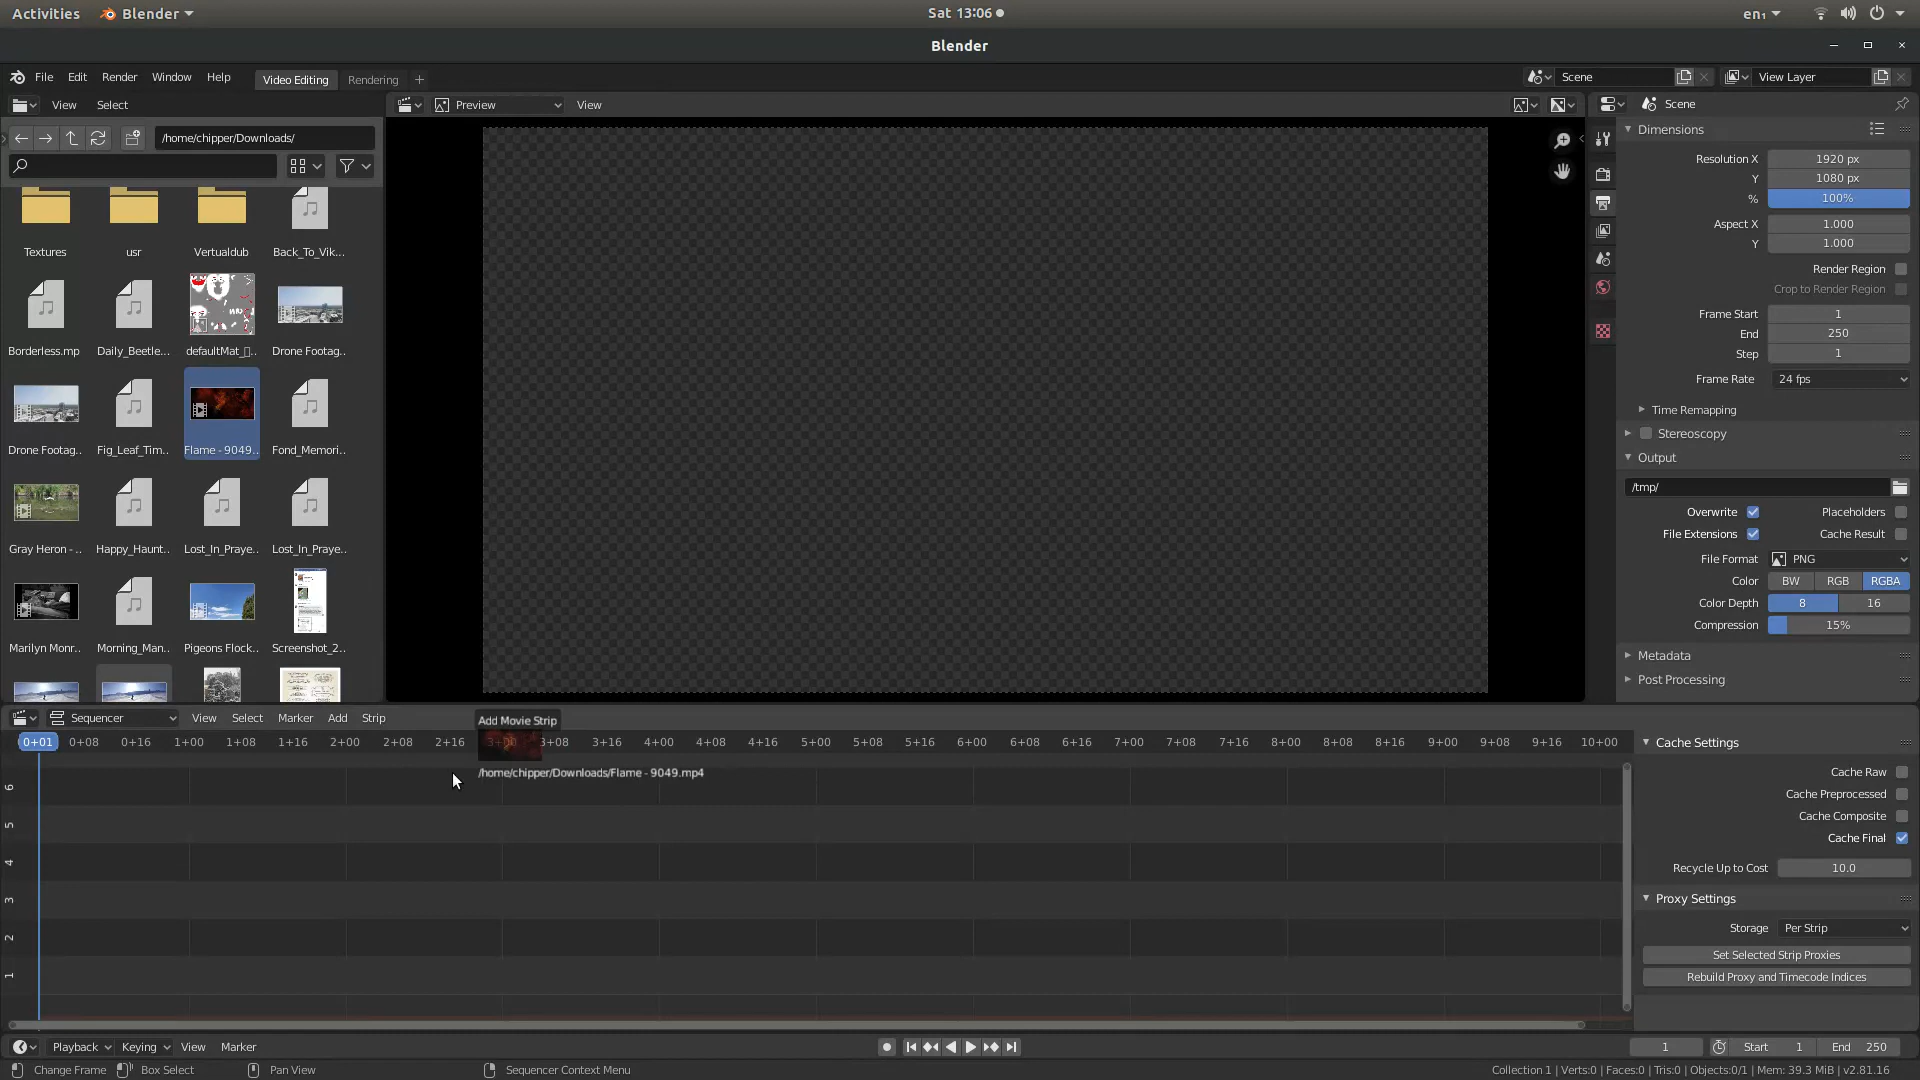 Activities
Blender
Sat 13:06
en₁
Blender
File Edit Render Window Help
Video Editing
Rendering
Scene
View Layer
View Select
Preview
View
Scene
/home/chipper/Downloads/
Textures
usr
Vertualdub
Back_To_Vik...
Borderless.mp
Daily_Beetle...
Drone Footag..
Drone Footag..
Fig_Leaf_Tim..
Flame - 9049..
Fond_Memori..
Gray Heron - ..
Happy_Haunt..
Lost_In_Praye..
Lost_In_Praye..
Marilyn Monr..
Morning_Man..
Pigeons Flock..
Screenshot_2..
Dimensions
Resolution X 1920 px
Y 1080 px
% 100%
Aspect X 1.000
Y 1.000
Render Region
Crop to Render Region
Frame Start 1
End 250
Step 1
Frame Rate 24 fps
Time Remapping
Stereoscopy
Output
/tmp/
Overwrite Placeholders
File Extensions Cache Result
File Format PNG
Color BW RGB RGBA
Color Depth 8 16
Compression 15%
Metadata
Post Processing
Sequencer
View Select Marker Add Strip
Add Movie Strip
0+01 0+08 0+16 1+00 1+08 1+16 2+00 2+08 2+16 3+00 3+08 3+16 4+00 4+08 4+16 5+00 5+08 5+16 6+00 6+08 6+16 7+00 7+08 7+16 8+00 8+08 8+16 9+00 9+08 9+16 10+00
/home/chipper/Downloads/Flame - 9049.mp4
6
5
4
3
2
1
Cache Settings
Cache Raw
Cache Preprocessed
Cache Composite
Cache Final
Recycle Up to Cost 10.0
Proxy Settings
Storage Per Strip
Set Selected Strip Proxies
Rebuild Proxy and Timecode Indices
Playback Keying View Marker
1
Start 1
End 250
Change Frame
Box Select
Pan View
Sequencer Context Menu
Collection 1 | Verts:0 | Faces:0 | Tris:0 | Objects:0/1 | Mem: 39.3 MiB | v2.81.16